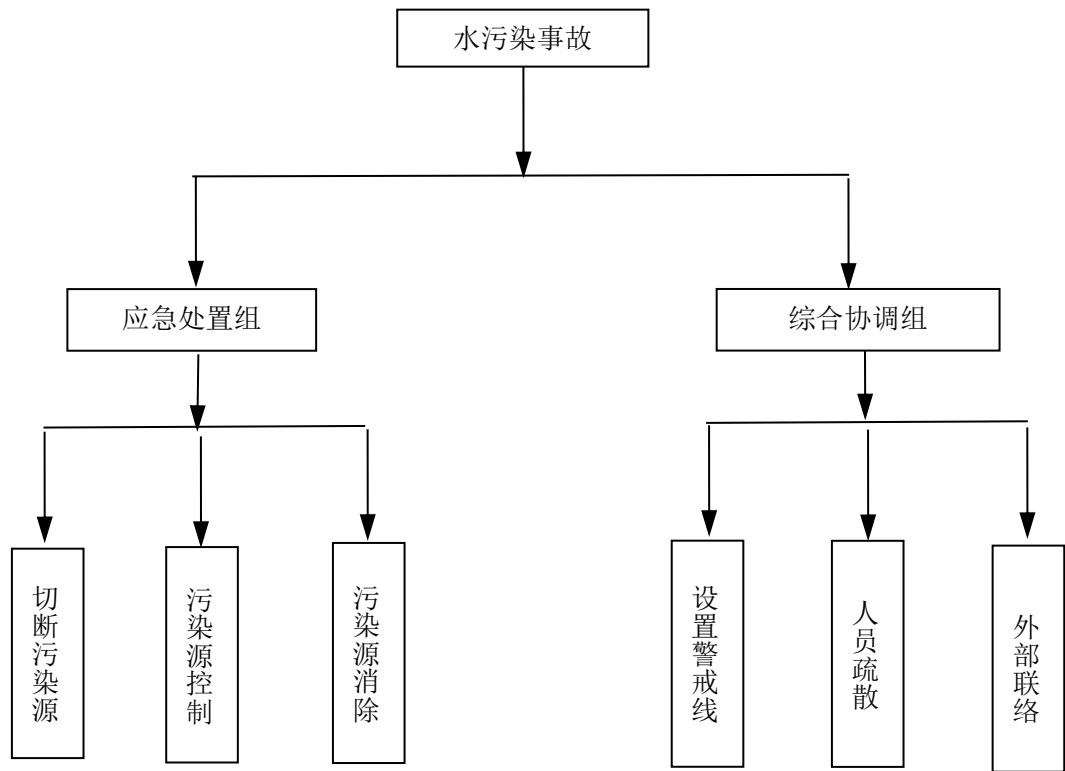 水污染事故
应急处置组
综合协调组
切断污染源
污染源控制
污染源消除
设置警戒线
人员疏散
外部联络